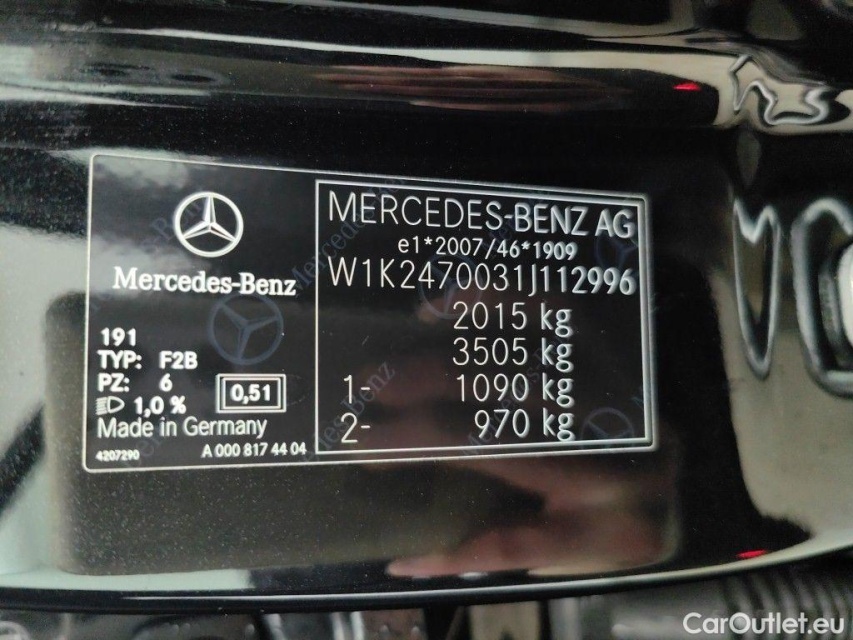 Mercedes-Benz
191
TYP: F2B
PZ: 6
0,51
1,0 %
Made in Germany
4207290
A 000 817 44 04
MERCEDES-BENZ AG
e1*2007/46*1909
W1K2470031J112996
2015 kg
3505 kg
1- 1090 kg
2- 970 kg
CarOutlet.eu